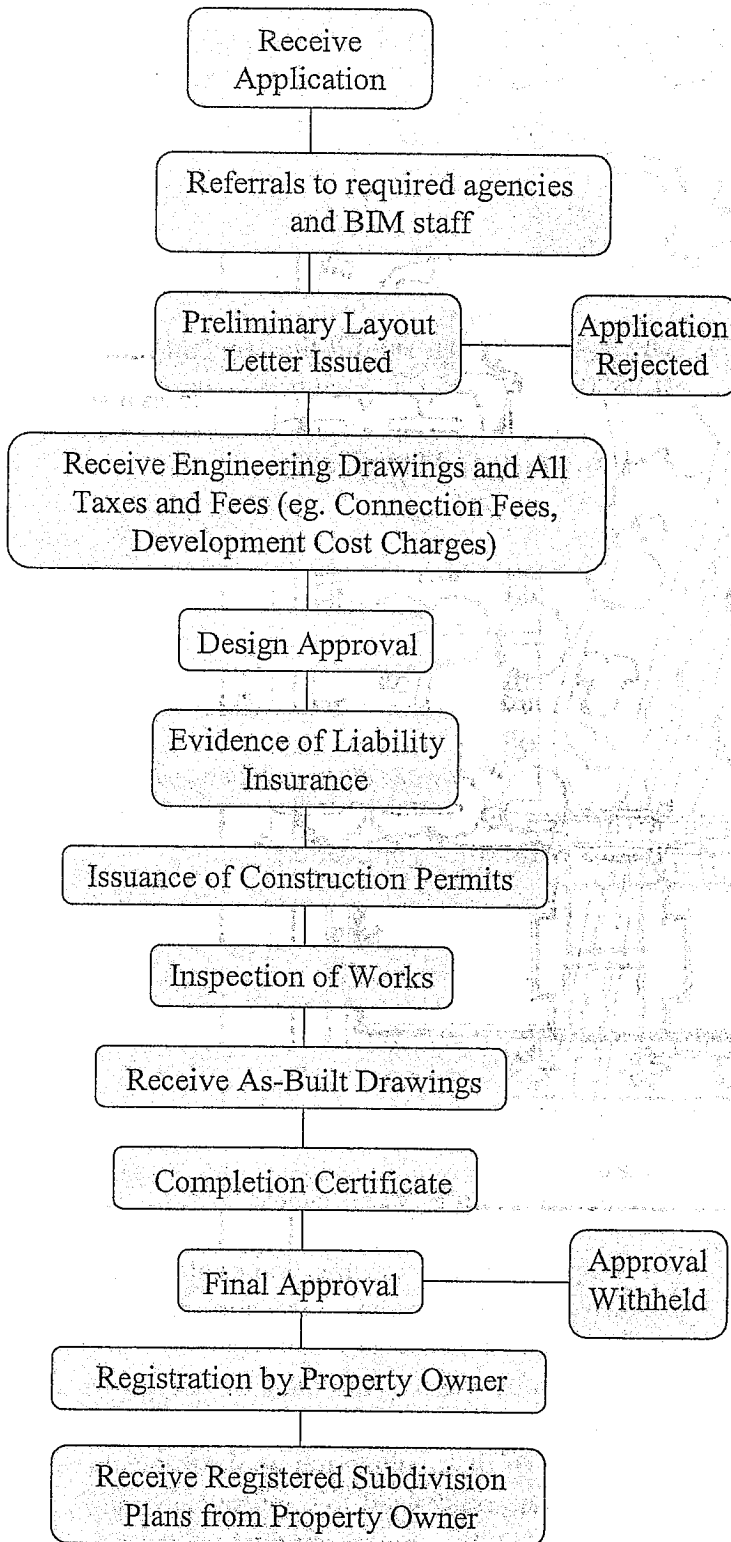 Receive
Application
Referrals to required agencies
and BIM staff
Preliminary Layout
Letter Issued
Application
Rejected
Receive Engineering Drawings and All
Taxes and Fees (eg. Connection Fees,
Development Cost Charges)
Design Approval
Evidence of Liability
Insurance
Issuance of Construction Permits
Inspection of Works
Receive As-Built Drawings
Completion Certificate
Final Approval
Approval
Withheld
Registration by Property Owner
Receive Registered Subdivision
Plans from Property Owner